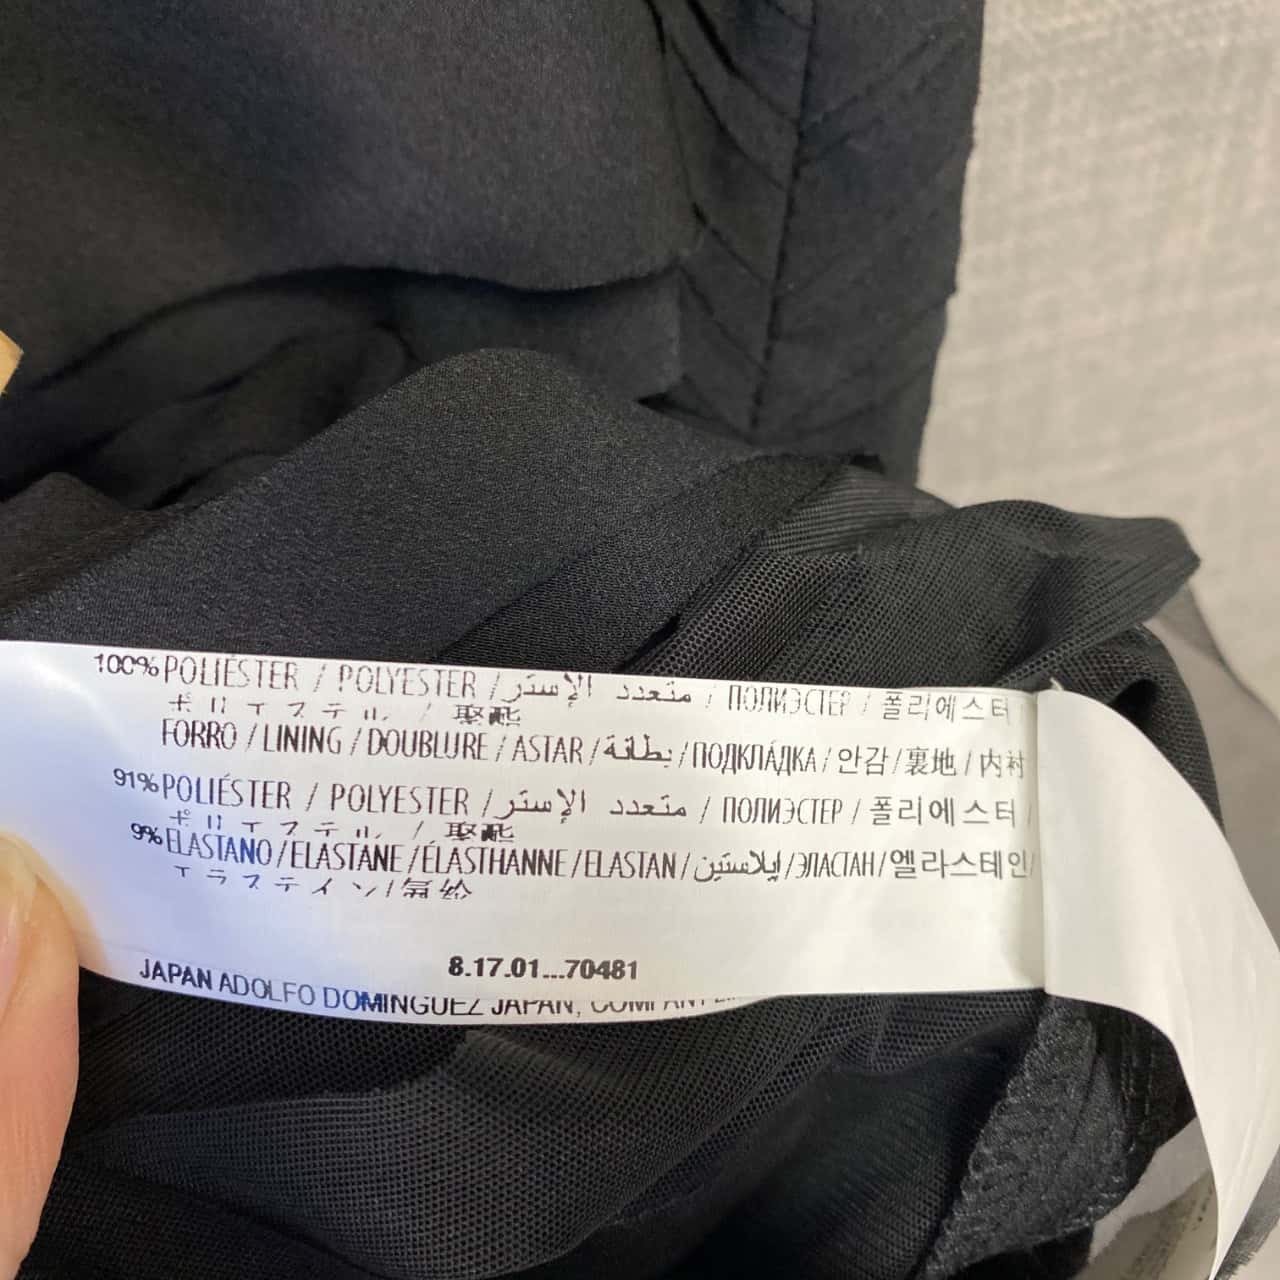 100% POLIÉSTER / POLYESTER / متعدد الإستر / ПОЛИЭСТЕР / 폴리에스터
ポリエステル / 聚酯
FORRO / LINING / DOUBLURE / ASTAR / بطانة / ПОДКЛÁДКА / 안감 / 裏地 / 内衬
91% POLIÉSTER / POLYESTER / متعدد الإستر / ПОЛИЭСТЕР / 폴리에스터 /
ポリエステル / 聚酯
9% ELASTANO / ELASTANE / ÉLASTHANNE / ELASTAN / إيلاستين / ЭЛАСТАН / 엘라스테인 /
エラステイン / 氨纶
8.17.01...70481
JAPAN ADOLFO DOMINGUEZ JAPAN, COMPANY